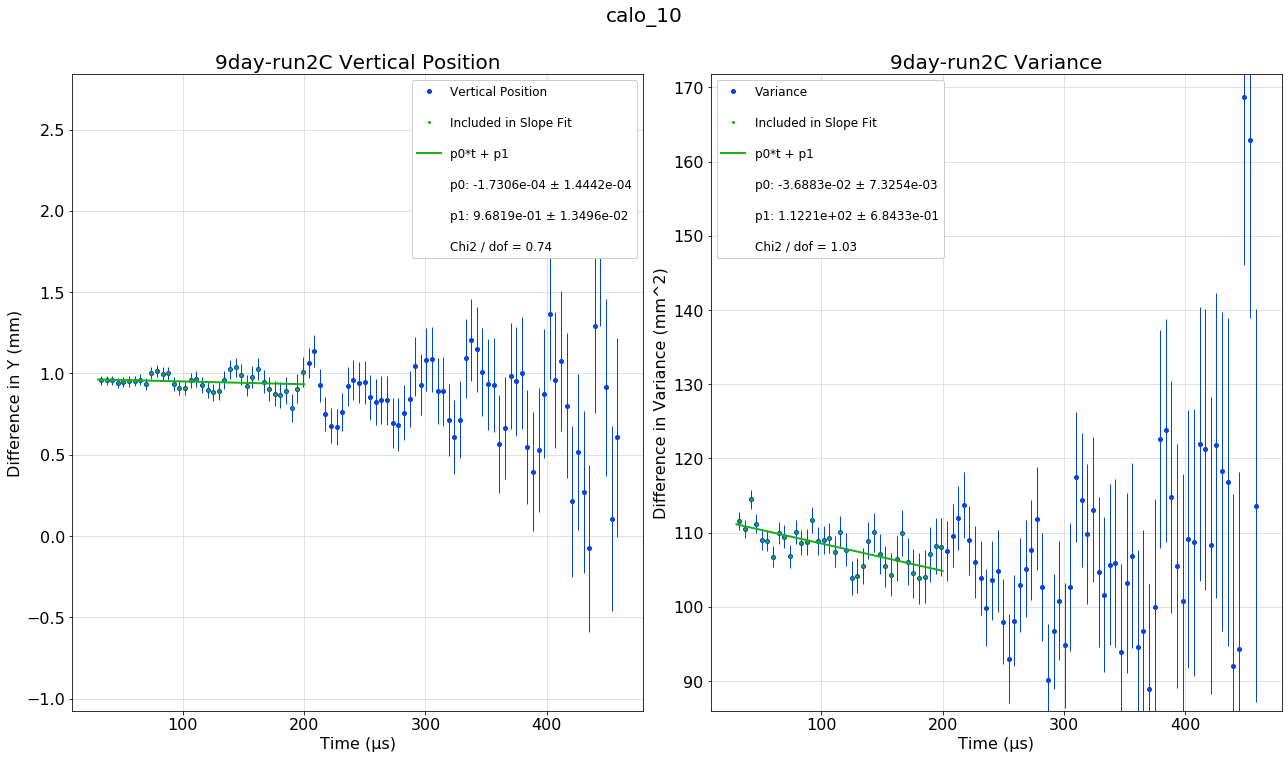 calo_10
9day-run2C Vertical Position
Difference in Y (mm)
2.5
2.0
1.5
1.0
0.5
0.0
−0.5
−1.0
100 200 300 400
Time (µs)
Vertical Position
Included in Slope Fit
p0*t + p1
p0: -1.7306e-04 ± 1.4442e-04
p1: 9.6819e-01 ± 1.3496e-02
Chi2 / dof = 0.74
9day-run2C Variance
Difference in Variance (mm^2)
170
160
150
140
130
120
110
100
90
100 200 300 400
Time (µs)
Variance
Included in Slope Fit
p0*t + p1
p0: -3.6883e-02 ± 7.3254e-03
p1: 1.1221e+02 ± 6.8433e-01
Chi2 / dof = 1.03